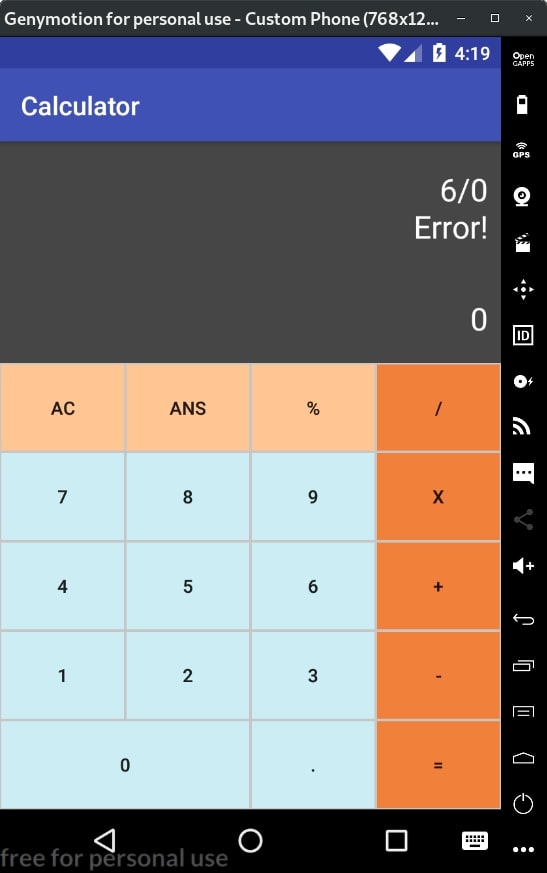 Genymotion for personal use - Custom Phone (768x12...
4:19
Open
GAPPS
Calculator
GPS
6/0
Error!
0
ID
AC ANS % /
7 8 9 X
4 5 6 +
1 2 3 -
0 . =
free for personal use